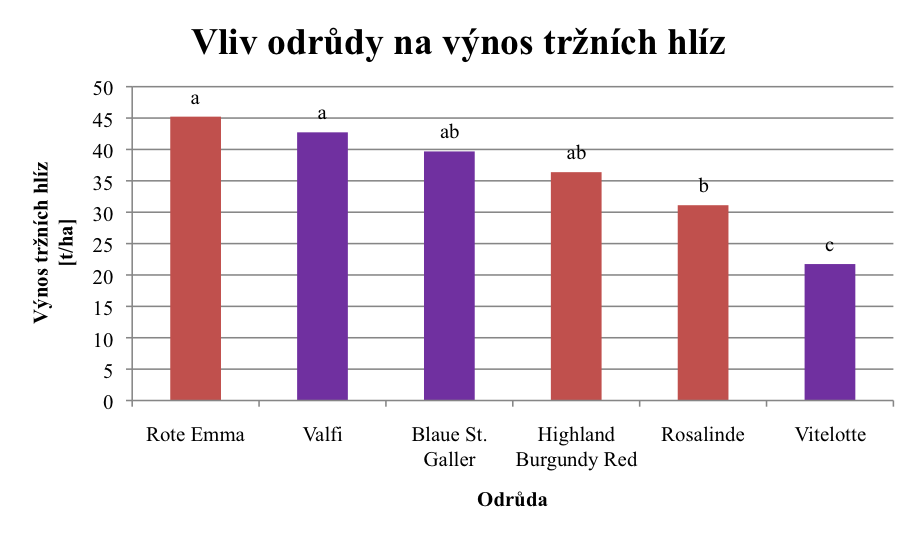 Vliv odrůdy na výnos tržních hlíz
Výnos tržních hlíz
[t/ha]
50
45
40
35
30
25
20
15
10
5
0
a
a
ab
ab
b
c
Rote Emma
Valfi
Blaue St.
Galler
Highland
Burgundy Red
Rosalinde
Vitelotte
Odrůda